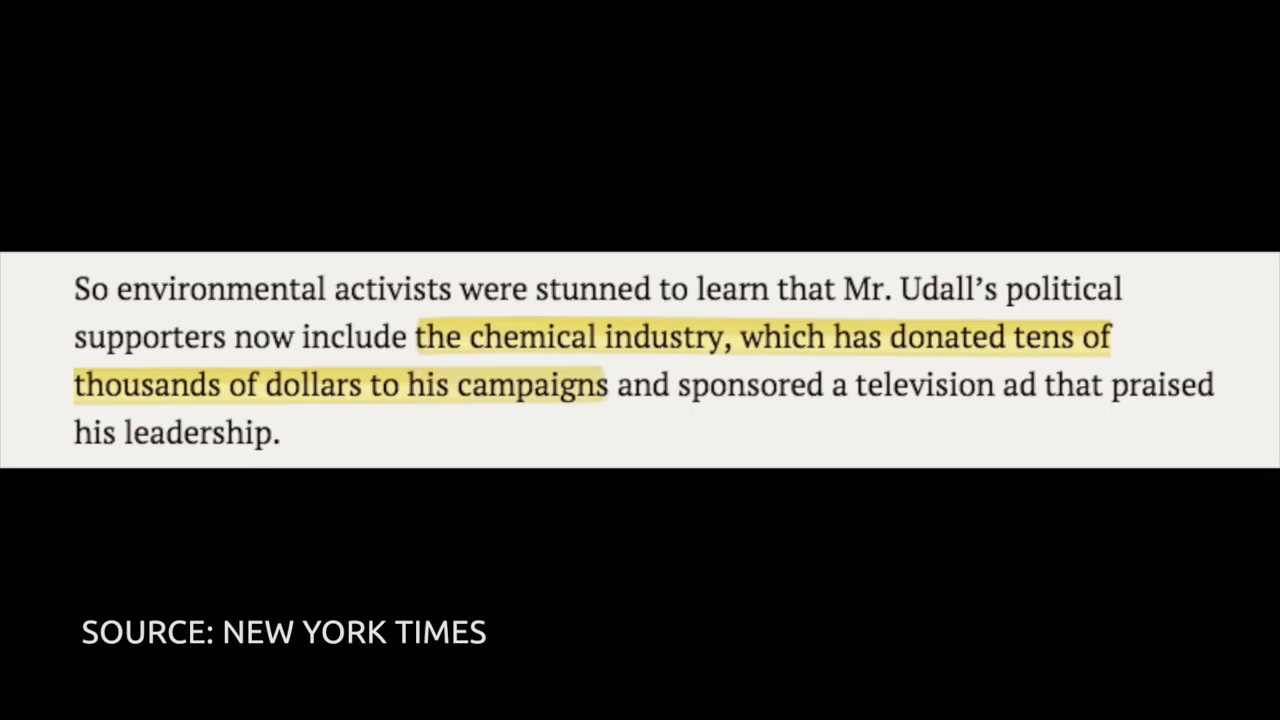 So environmental activists were stunned to learn that Mr. Udall’s political
supporters now include the chemical industry, which has donated tens of
thousands of dollars to his campaigns and sponsored a television ad that praised
his leadership.
SOURCE: NEW YORK TIMES